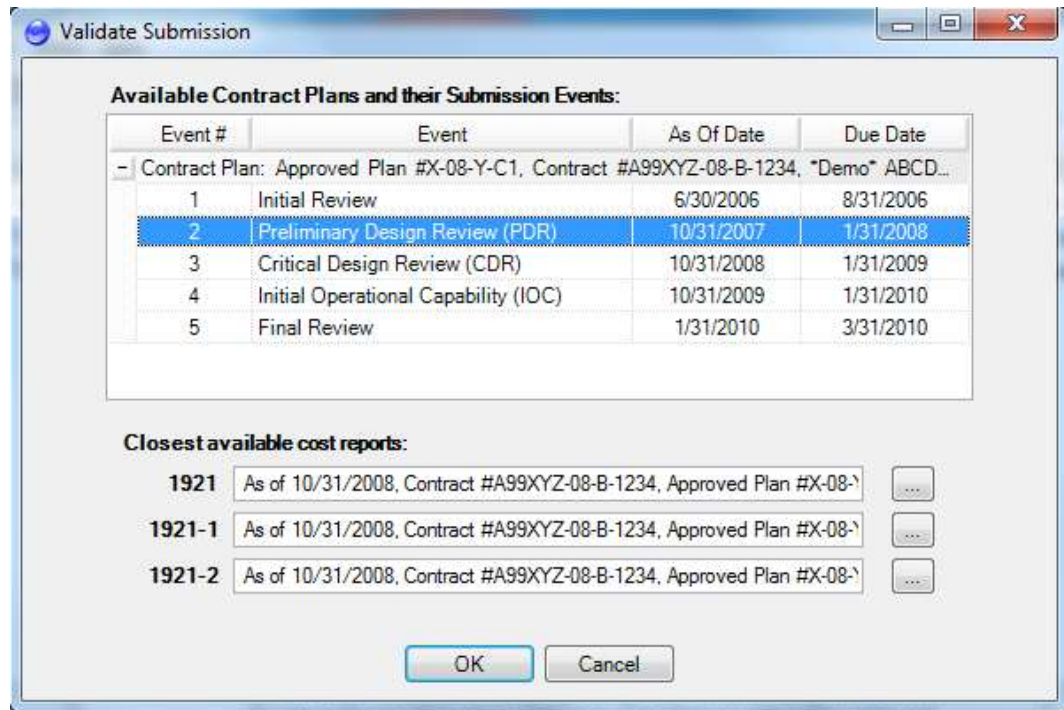 Validate Submission
Available Contract Plans and their Submission Events:
Event # Event As Of Date Due Date
Contract Plan: Approved Plan #X-08-Y-C1, Contract #A99XYZ-08-B-1234, *Demo* ABCD...
1 Initial Review 6/30/2006 8/31/2006
2 Preliminary Design Review (PDR) 10/31/2007 1/31/2008
3 Critical Design Review (CDR) 10/31/2008 1/31/2009
4 Initial Operational Capability (IOC) 10/31/2009 1/31/2010
5 Final Review 1/31/2010 3/31/2010
Closest available cost reports:
1921 As of 10/31/2008, Contract #A99XYZ-08-B-1234, Approved Plan #X-08- ...
1921-1 As of 10/31/2008, Contract #A99XYZ-08-B-1234, Approved Plan #X-08- ...
1921-2 As of 10/31/2008, Contract #A99XYZ-08-B-1234, Approved Plan #X-08- ...
OK Cancel